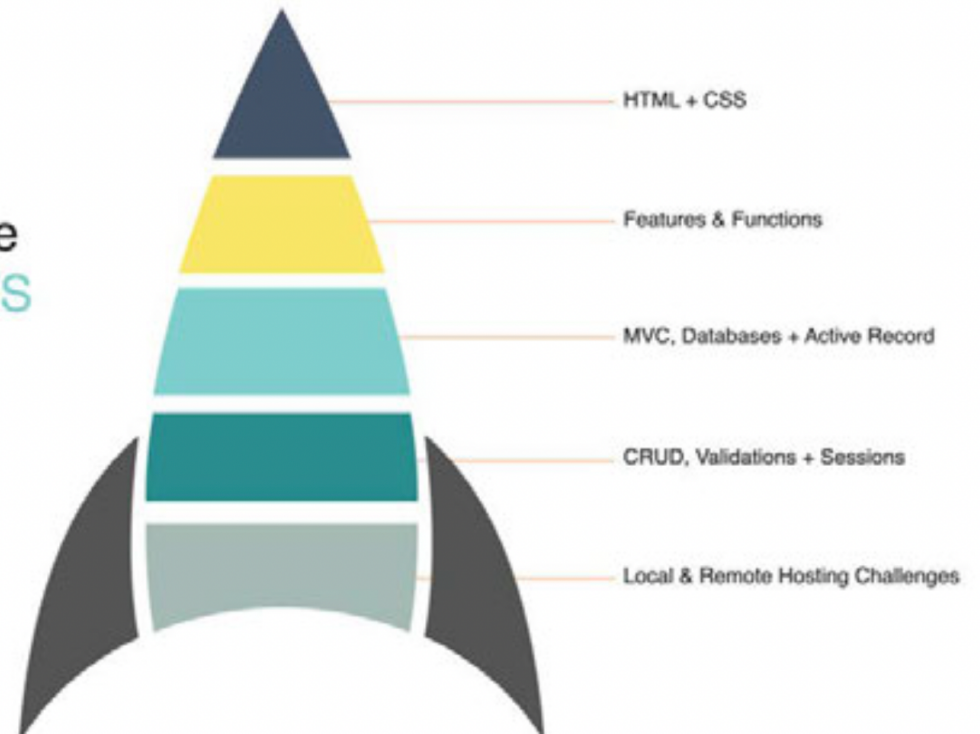 e
s
HTML + CSS
Features & Functions
MVC, Databases + Active Record
CRUD, Validations + Sessions
Local & Remote Hosting Challenges